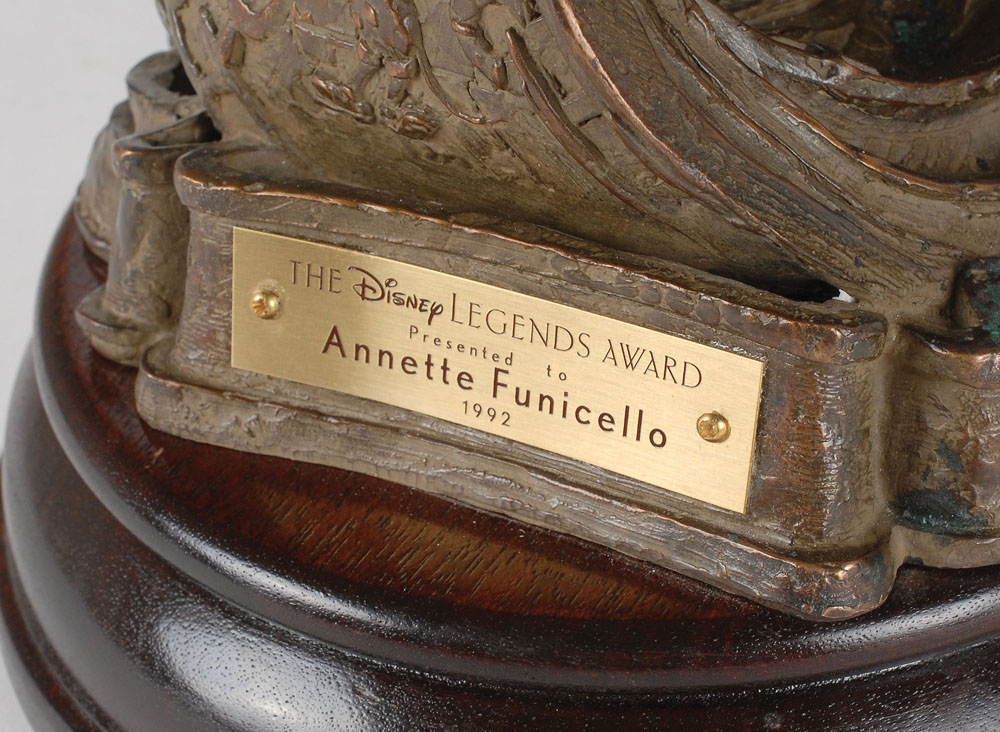 THE Disney LEGENDS AWARD
Presented to
Annette Funicello
1992